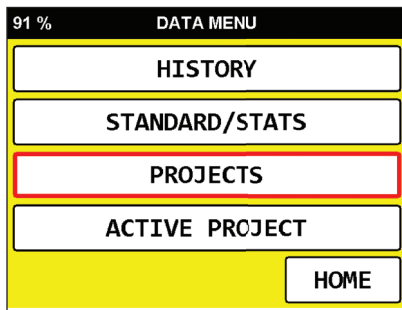 91 % DATA MENU
HISTORY
STANDARD/STATS
PROJECTS
ACTIVE PROJECT
HOME